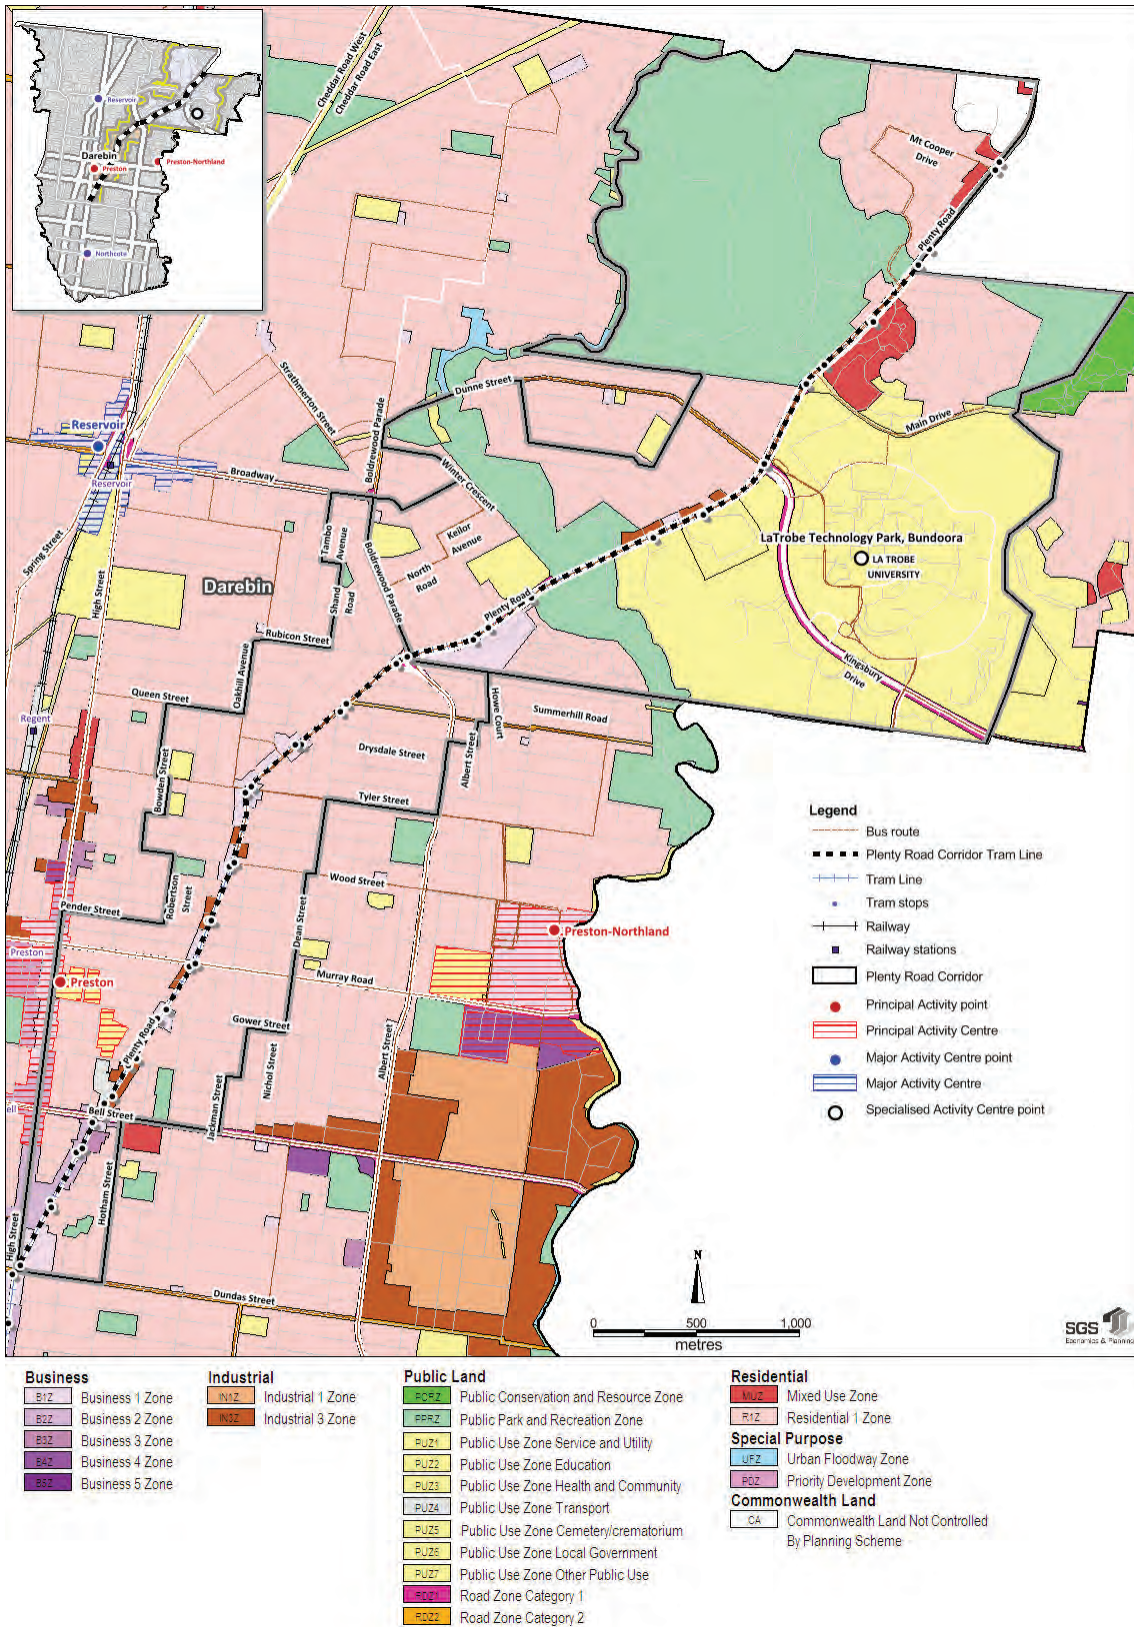 Reservoir
Darebin
Preston
Preston-Northland
Northcote
Cheddar Road West
Cheddar Road East
Mt Cooper
Drive
Plenty Road
Strathmerton Street
Dunne Street
Boldrewood Parade
Main Drive
Reservoir
Reservoir
Broadway
Winter Crescent
Spring Street
High Street
Tambo
Avenue
Keilor
Avenue
North
Road
Boldrewood Parade
Shand
Road
LaTrobe Technology Park, Bundoora
LA TROBE
UNIVERSITY
Darebin
Plenty Road
Rubicon Street
Oakhill Avenue
Kingsbury
Drive
Queen Street
Howe Court
Summerhill Road
Regent
Drysdale Street
Albert Street
Bowden Street
Tyler Street
Robertson
Street
Wood Street
Pender Street
Dean Street
Preston-Northland
Preston
Preston
Murray Road
Gower Street
Plenty Road
Nichol Street
Albert Street
Bell Street
ell
Jackman Street
Hotham Street
High Street
Dundas Street
Legend
Bus route
Plenty Road Corridor Tram Line
Tram Line
Tram stops
Railway
Railway stations
Plenty Road Corridor
Principal Activity point
Principal Activity Centre
Major Activity Centre point
Major Activity Centre
Specialised Activity Centre point
N
0 500 1,000
metres
SGS
Economics & Planning
Business
B1Z Business 1 Zone
B2Z Business 2 Zone
B3Z Business 3 Zone
B4Z Business 4 Zone
B5Z Business 5 Zone
Industrial
IN1Z Industrial 1 Zone
IN3Z Industrial 3 Zone
Public Land
PCRZ Public Conservation and Resource Zone
PPRZ Public Park and Recreation Zone
PUZ1 Public Use Zone Service and Utility
PUZ2 Public Use Zone Education
PUZ3 Public Use Zone Health and Community
PUZ4 Public Use Zone Transport
PUZ5 Public Use Zone Cemetery/crematorium
PUZ6 Public Use Zone Local Government
PUZ7 Public Use Zone Other Public Use
RDZ1 Road Zone Category 1
RDZ2 Road Zone Category 2
Residential
MUZ Mixed Use Zone
R1Z Residential 1 Zone
Special Purpose
UFZ Urban Floodway Zone
PDZ Priority Development Zone
Commonwealth Land
CA Commonwealth Land Not Controlled
By Planning Scheme